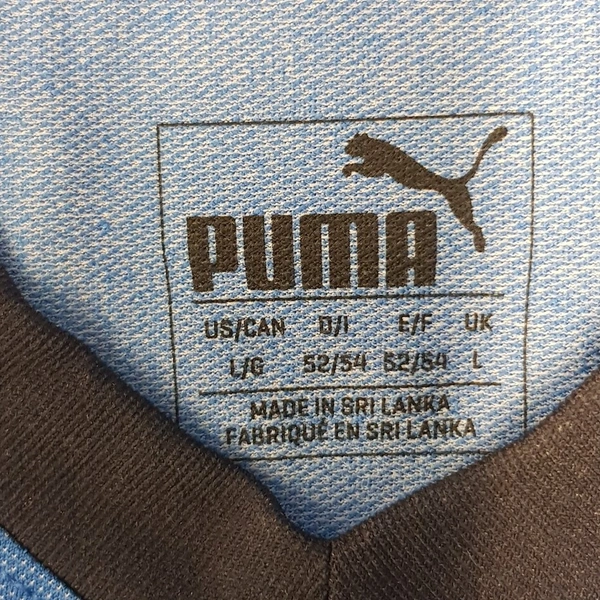 PUMA
US/CAN D/I E/F UK
L/G 52/54 52/54 L
MADE IN SRI LANKA
FABRIQUÉ EN SRI LANKA